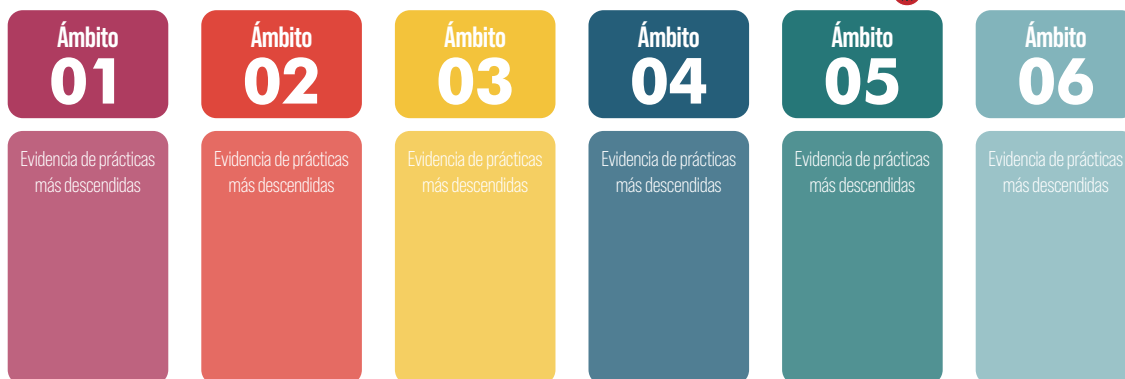 Ámbito
01
Evidencia de prácticas
más descendidas
Ámbito
02
Evidencia de prácticas
más descendidas
Ámbito
03
Evidencia de prácticas
más descendidas
Ámbito
04
Evidencia de prácticas
más descendidas
Ámbito
05
Evidencia de prácticas
más descendidas
Ámbito
06
Evidencia de prácticas
más descendidas